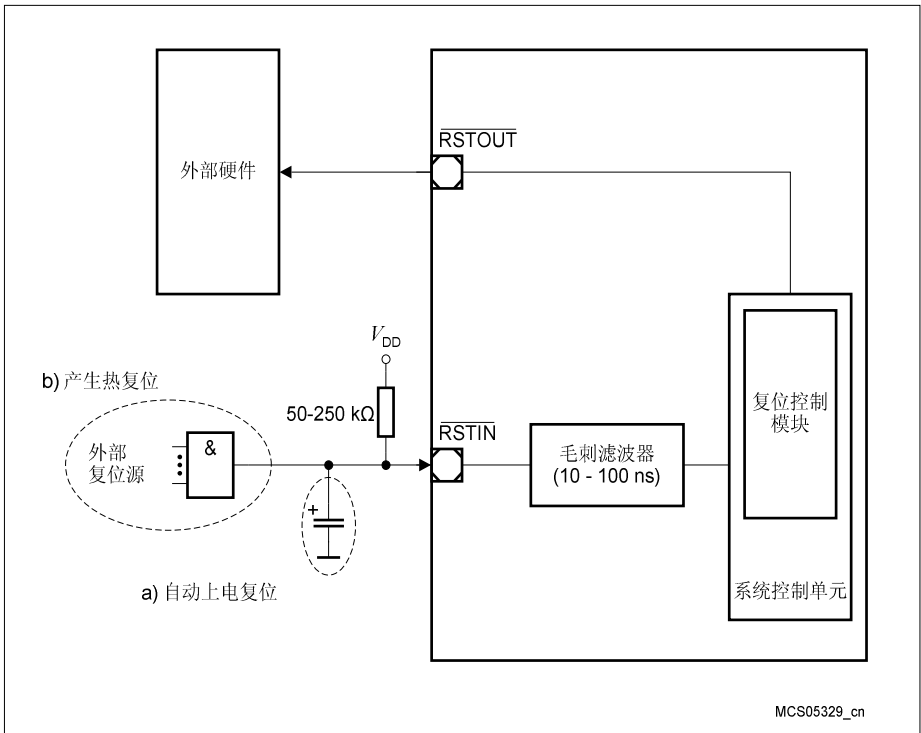 RSTOUT
外部硬件
V_DD
b) 产生热复位
50-250 kΩ
RSTIN
外部
复位源
&
+
毛刺滤波器
(10 - 100 ns)
复位控制
模块
a) 自动上电复位
系统控制单元
MCS05329_cn